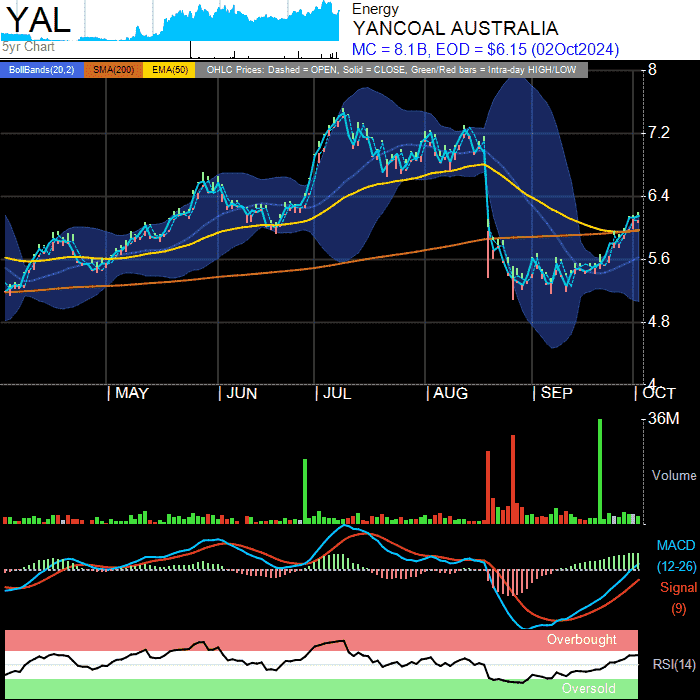 YAL
5yr Chart
Energy
YANCOAL AUSTRALIA
MC = 8.1B, EOD = $6.15 (02Oct2024)
BollBands(20,2) SMA(200) EMA(50) OHLC Prices: Dashed = OPEN, Solid = CLOSE, Green/Red bars = Intra-day HIGH/LOW
8
7.2
6.4
5.6
4.8
4
MAY JUN JUL AUG SEP OCT
36M
Volume
MACD
(12-26)
Signal
(9)
Overbought
RSI(14)
Oversold